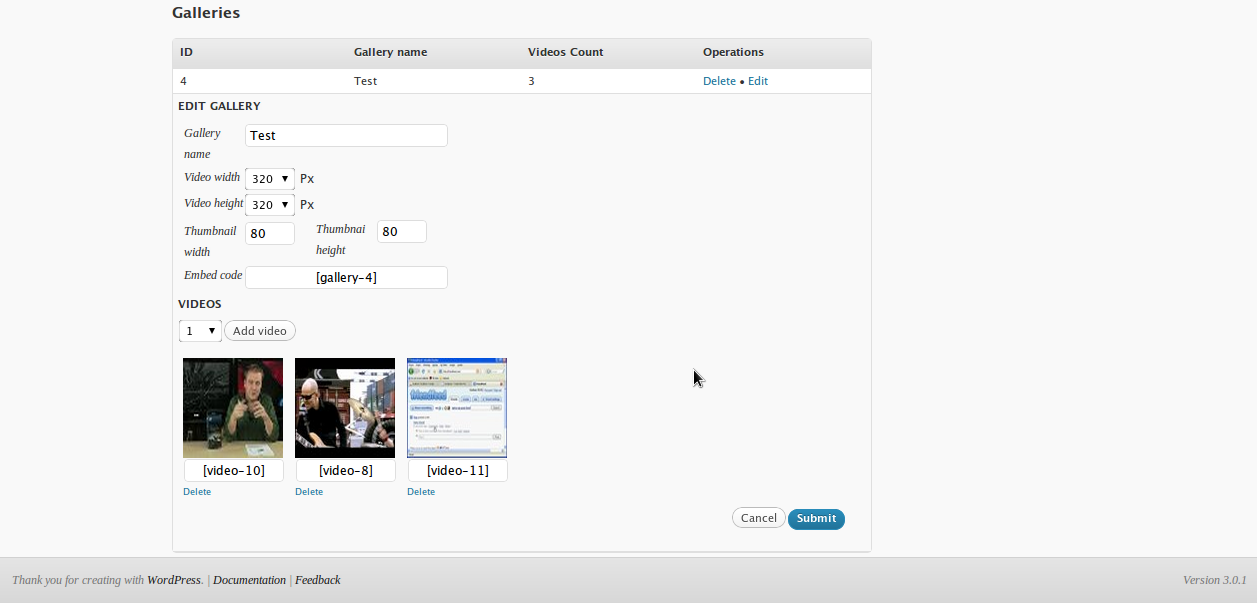 Galleries
ID Gallery name Videos Count Operations
4 Test 3 Delete • Edit
EDIT GALLERY
Gallery name Test
Video width 320 ▼ Px
Video height 320 ▼ Px
Thumbnail width 80 Thumbnai height 80
Embed code [gallery-4]
VIDEOS
1 ▼ Add video
friendfeed
[video-10] [video-8] [video-11]
Delete Delete Delete
Cancel Submit
Thank you for creating with WordPress. | Documentation | Feedback Version 3.0.1